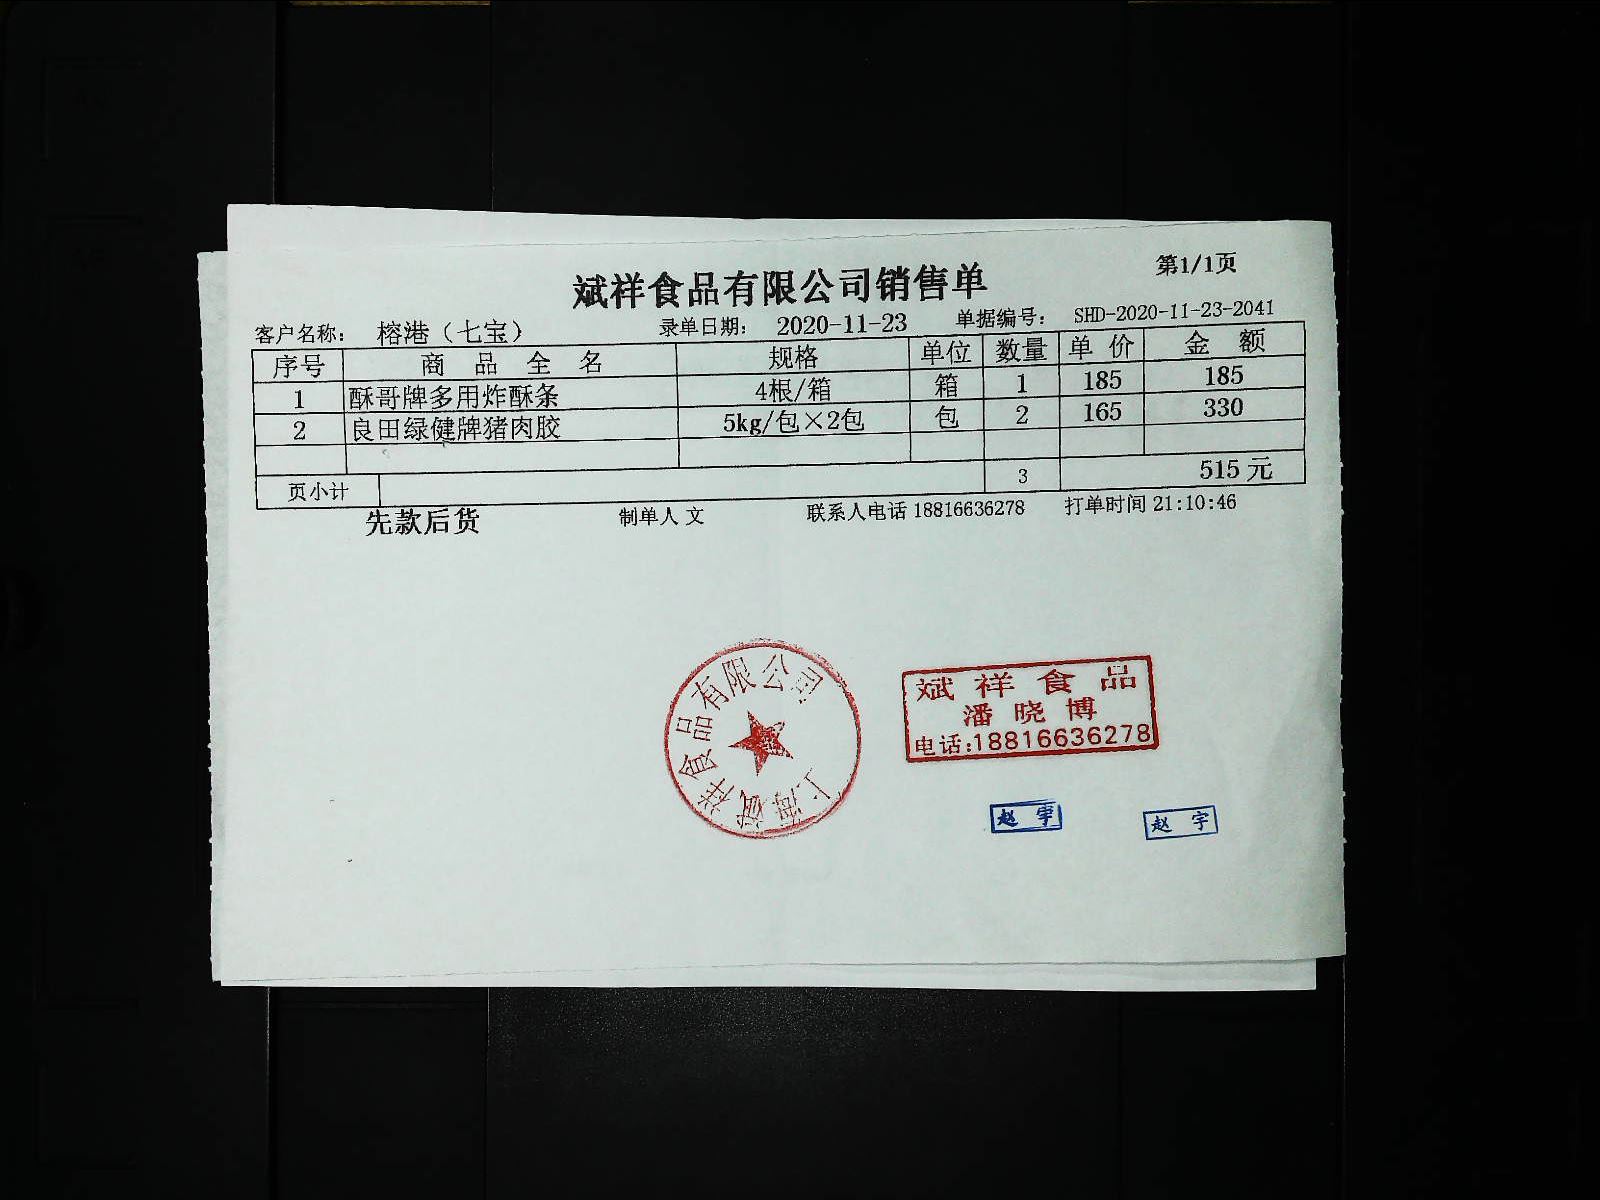 第1/1页
斌祥食品有限公司销售单
客户名称： 榕港（七宝） 录单日期： 2020-11-23 单据编号： SHD-2020-11-23-2041
序号 商品全名 规格 单位 数量 单价 金额
1 酥哥牌多用炸酥条 4根/箱 箱 1 185 185
2 良田绿健牌猪肉胶 5kg/包×2包 包 2 165 330
页小计 3 515元
先款后货 制单人 文 联系人电话 18816636278 打单时间 21:10:46
上海斌祥食品有限公司
斌祥食品
潘晓博
电话:18816636278
赵宇
赵宇